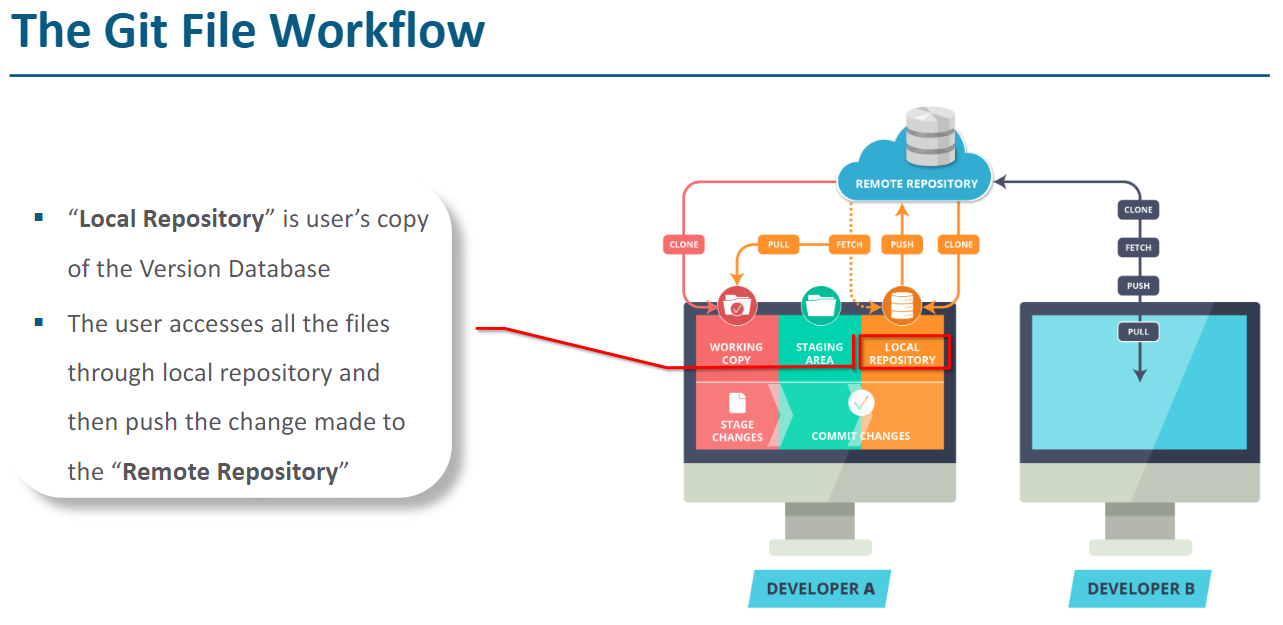 The Git File Workflow
▪ “Local Repository” is user’s copy
of the Version Database
▪ The user accesses all the files
through local repository and
then push the change made to
the “Remote Repository”
REMOTE REPOSITORY
CLONE
PULL
FETCH
PUSH
CLONE
WORKING
COPY
STAGING
AREA
LOCAL
REPOSITORY
STAGE
CHANGES
COMMIT CHANGES
DEVELOPER A
CLONE
FETCH
PUSH
PULL
DEVELOPER B